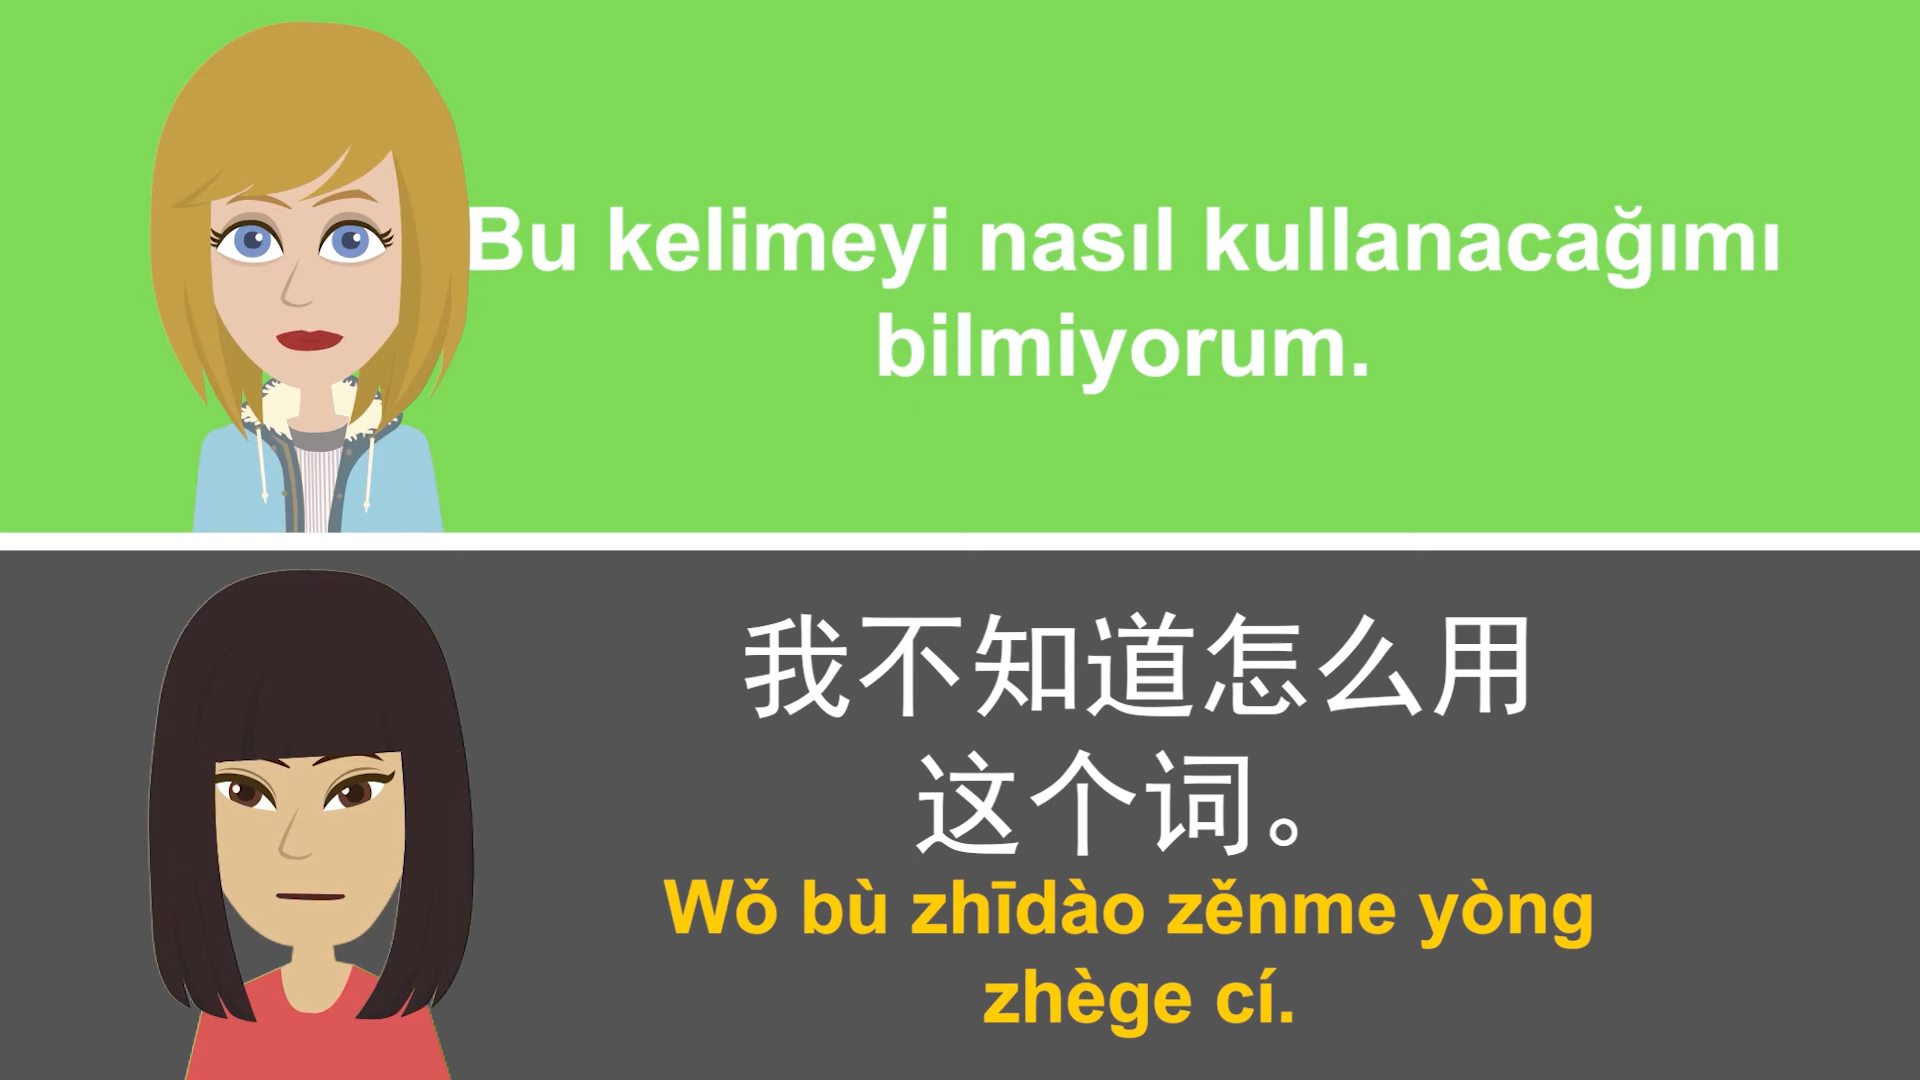 Bu kelimeyi nasıl kullanacağımı
bilmiyorum.
我不知道怎么用
这个词。
Wǒ bù zhīdào zěnme yòng
zhège cí.